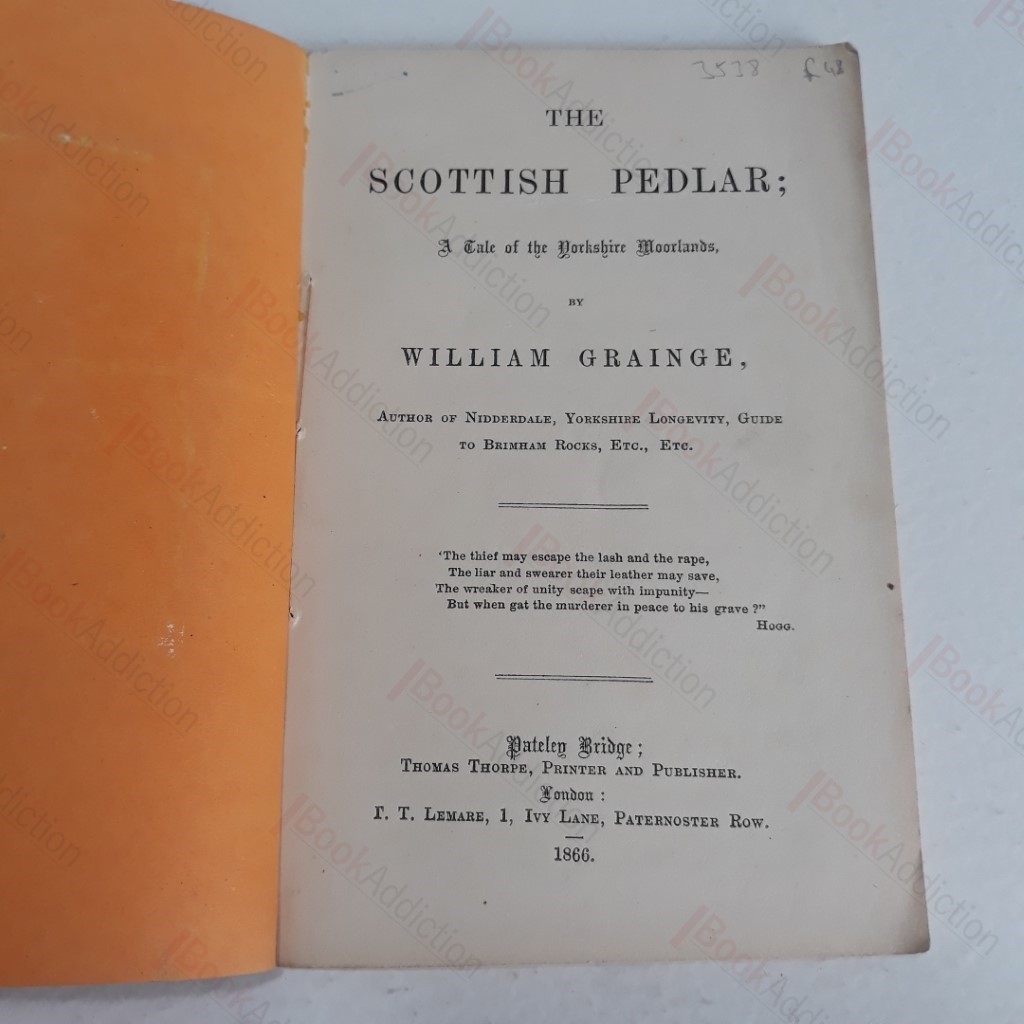 3538 £48
THE
SCOTTISH PEDLAR;
A Tale of the Yorkshire Moorlands,
BY
WILLIAM GRAINGE,
AUTHOR OF NIDDERDALE, YORKSHIRE LONGEVITY, GUIDE
TO BRIMHAM ROCKS, ETC., ETC.
'The thief may escape the lash and the rape,
The liar and swearer their leather may save,
The wreaker of unity scape with impunity—
But when gat the murderer in peace to his grave ?"
HOGG.
Pateley Bridge ;
THOMAS THORPE, PRINTER AND PUBLISHER.
London :
F. T. LEMARE, 1, IVY LANE, PATERNOSTER ROW.
1866.
BookAddiction